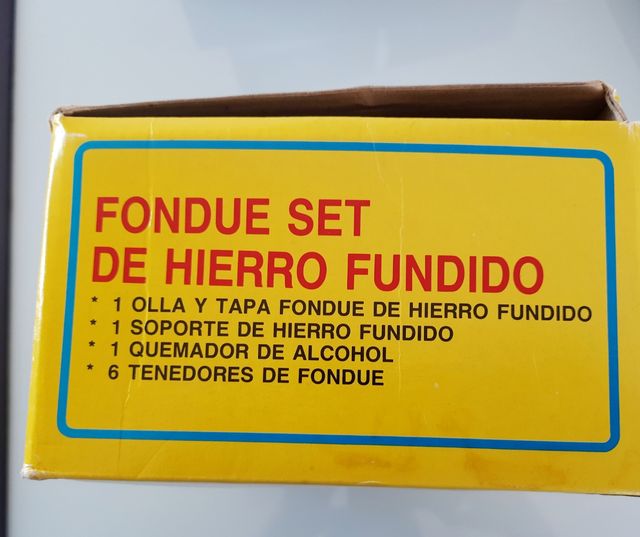 FONDUE SET
DE HIERRO FUNDIDO
* 1 OLLA Y TAPA FONDUE DE HIERRO FUNDIDO
* 1 SOPORTE DE HIERRO FUNDIDO
* 1 QUEMADOR DE ALCOHOL
* 6 TENEDORES DE FONDUE